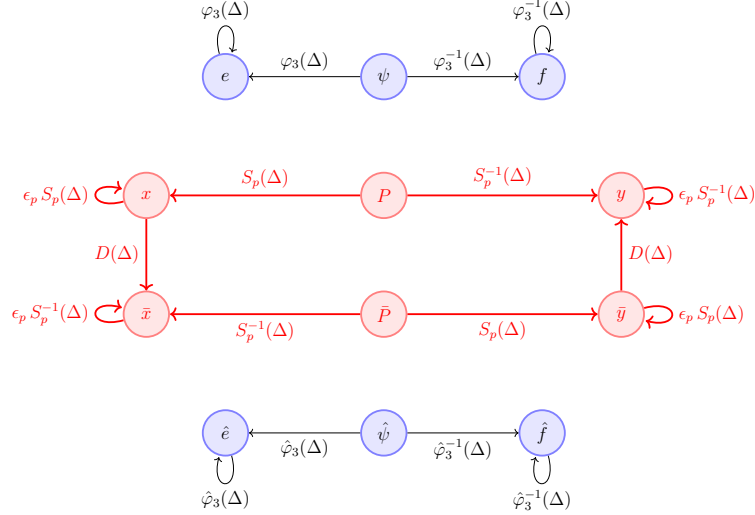 φ₃(Δ) φ₃⁻¹(Δ)
e φ₃(Δ) ψ φ₃⁻¹(Δ) f
S_p(Δ) S_p⁻¹(Δ)
ϵ_p S_p(Δ) x P y ϵ_p S_p⁻¹(Δ)
D(Δ) D(Δ)
ϵ_p S_p⁻¹(Δ) x̄ P̄ ȳ ϵ_p S_p(Δ)
S_p⁻¹(Δ) S_p(Δ)
ê ψ̂ f̂
φ̂₃(Δ) φ̂₃⁻¹(Δ)
φ̂₃(Δ) φ̂₃⁻¹(Δ)